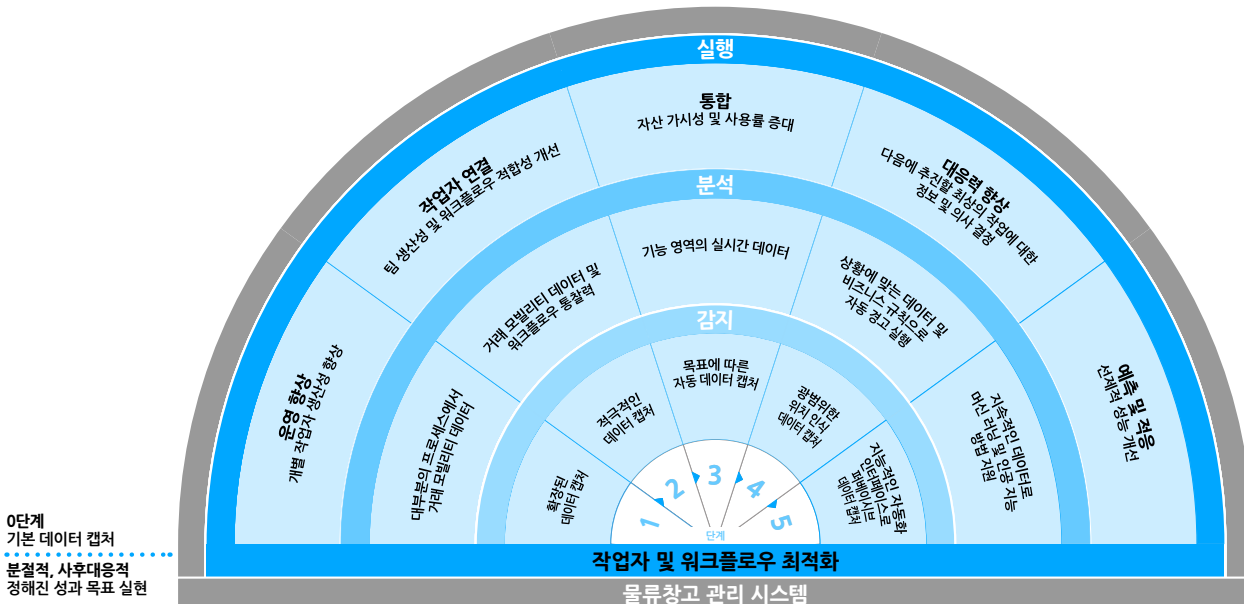 실행
통합
자산 가시성 및 사용률 증대
작업자 연결
팀 생산성 및 워크플로우 적합성 개선
대응력 향상
다음에 추진할 최상의 작업에 대한
정보 및 의사 결정
운영 향상
개별 작업자 생산성 향상
예측 및 적응
선제적 성능 개선
분석
기능 영역의 실시간 데이터
거래 모빌리티 데이터 및
워크플로우 통찰력
상황에 맞는 데이터 및
비즈니스 규칙으로
자동 경고 실행
대부분의 프로세스에서
거래 모빌리티 데이터
지속적인 데이터로
머신 러닝 및 인공 지능
방법 지원
감지
목표에 따른
자동 데이터 캡처
적극적인
데이터 캡처
광범위한
위치 인식
데이터 캡처
확장된
데이터 캡처
지능적인 자동화
인터페이스로
퍼베이시브
데이터 캡처
1
2
3
4
5
단계
0단계
기본 데이터 캡처
분절적, 사후대응적
정해진 성과 목표 실현
작업자 및 워크플로우 최적화
물류창고 관리 시스템